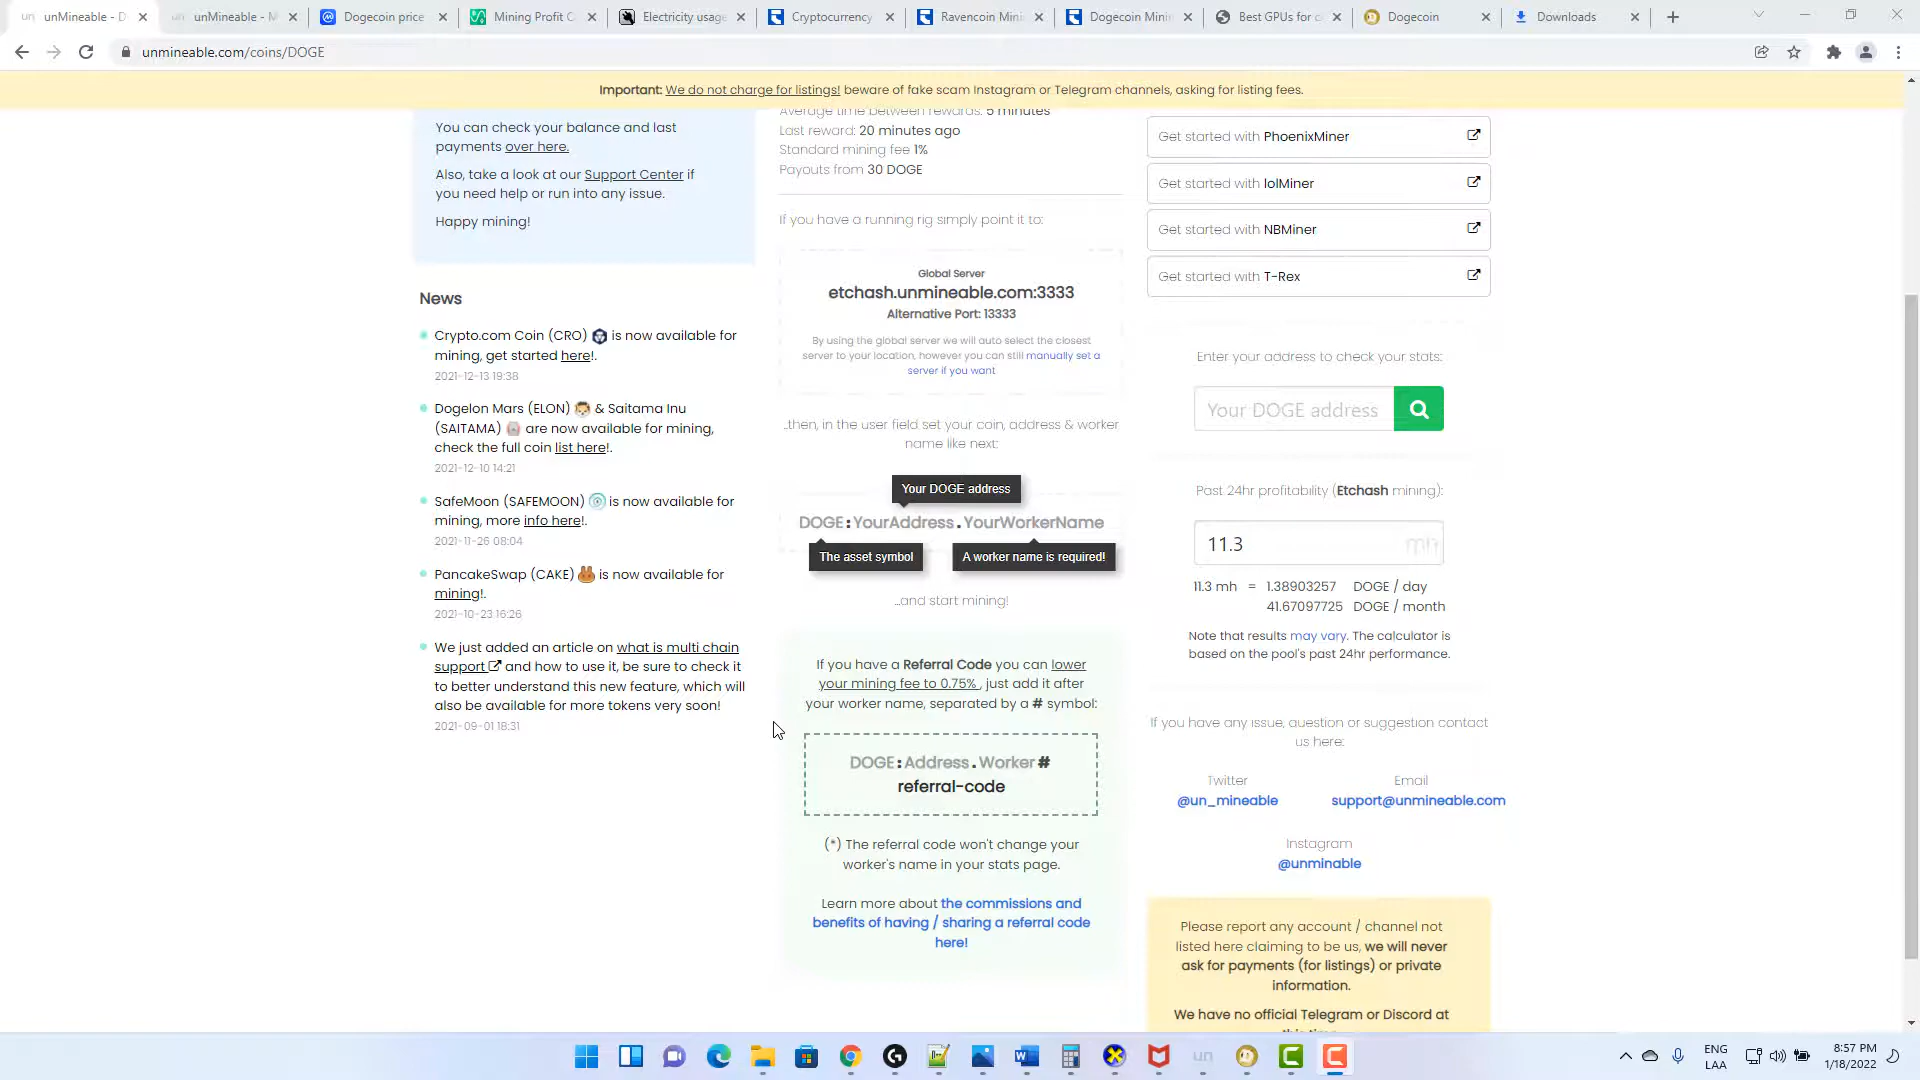 un unMineable - D
un unMineable - M
Dogecoin price
Mining Profit C
Electricity usage
Cryptocurrency
Ravencoin Mini
Dogecoin Minin
Best GPUs for c
Dogecoin
Downloads
unmineable.com/coins/DOGE
Important: We do not charge for listings! beware of fake scam Instagram or Telegram channels, asking for listing fees.
You can check your balance and last
payments over here.
Also, take a look at our Support Center if
you need help or run into any issue.
Happy mining!
News
Crypto.com Coin (CRO) is now available for
mining, get started here!.
2021-12-13 19:38
Dogelon Mars (ELON) & Saitama Inu
(SAITAMA) are now available for mining,
check the full coin list here!.
2021-12-10 14:21
SafeMoon (SAFEMOON) is now available for
mining, more info here!.
2021-11-26 08:04
PancakeSwap (CAKE) is now available for
mining!.
2021-10-23 16:26
We just added an article on what is multi chain
support and how to use it, be sure to check it
to better understand this new feature, which will
also be available for more tokens very soon!
2021-09-01 18:31
Average time between rewards: 5 minutes
Last reward: 20 minutes ago
Standard mining fee 1%
Payouts from 30 DOGE
If you have a running rig simply point it to:
Global Server
etchash.unmineable.com:3333
Alternative Port: 13333
By using the global server we will auto select the closest
server to your location, however you can still manually set a
server if you want
...then, in the user field set your coin, address & worker
name like next:
Your DOGE address
DOGE:YourAddress.YourWorkerName
The asset symbol
A worker name is required!
...and start mining!
If you have a Referral Code you can lower
your mining fee to 0.75% , just add it after
your worker name, separated by a # symbol:
DOGE:Address.Worker#
referral-code
(*) The referral code won't change your
worker's name in your stats page.
Learn more about the commissions and
benefits of having / sharing a referral code
here!
Get started with PhoenixMiner
Get started with lolMiner
Get started with NBMiner
Get started with T-Rex
Enter your address to check your stats:
Your DOGE address
Past 24hr profitability (Etchash mining):
11.3 mh
11.3 mh = 1.38903257 DOGE / day
41.67097725 DOGE / month
Note that results may vary. The calculator is
based on the pool's past 24hr performance.
If you have any issue, question or suggestion contact
us here:
Twitter
@un_mineable
Email
support@unmineable.com
Instagram
@unminable
Please report any account / channel not
listed here claiming to be us, we will never
ask for payments (for listings) or private
information.
We have no official Telegram or Discord at
un
ENG
LAA
8:57 PM
1/18/2022